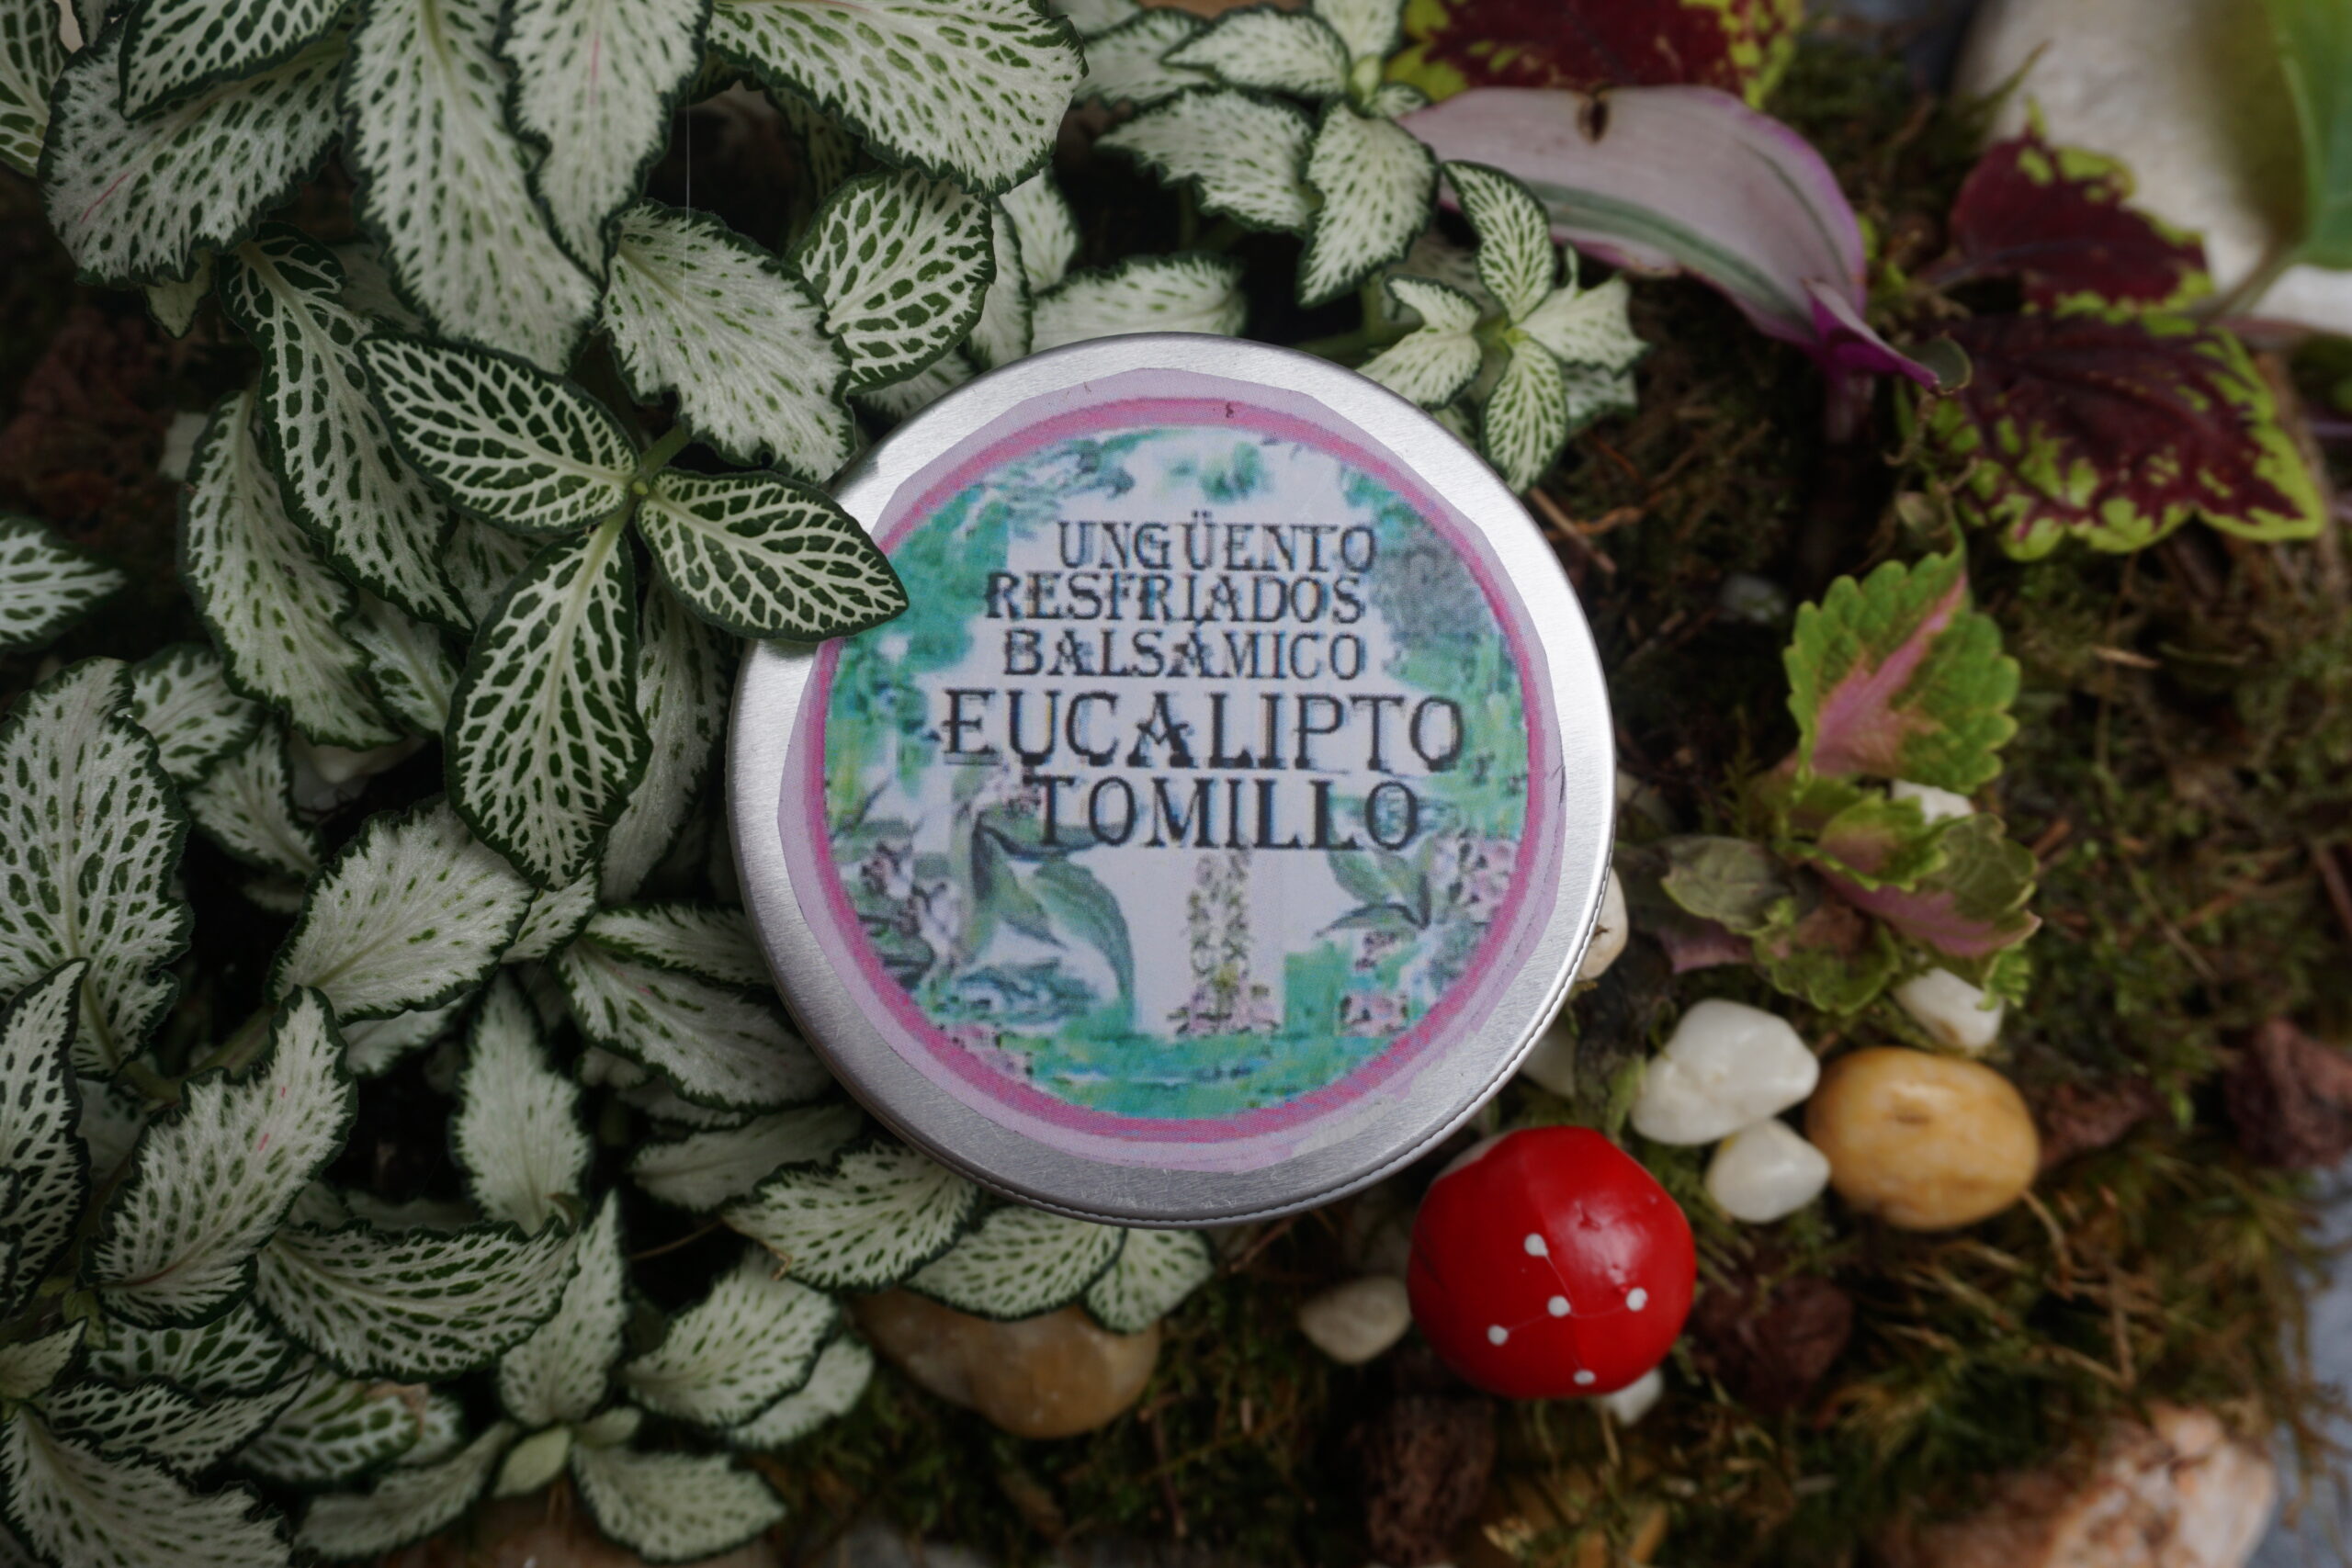 UNGÜENTO
RESFRIADOS
BALSÁMICO
EUCALIPTO
TOMILLO